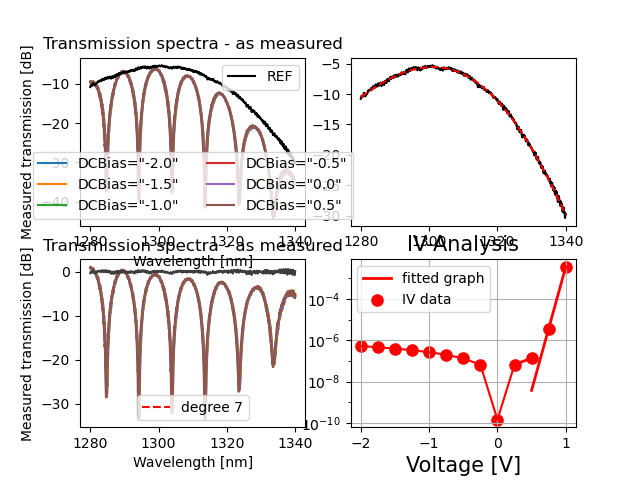 Transmission spectra - as measured
Measured transmission [dB]
−10
−20
−30
−40
REF
DCBias="-2.0"
DCBias="-1.5"
DCBias="-1.0"
DCBias="-0.5"
DCBias="0.0"
DCBias="-0.5"
1280
1300
1320
1340
Wavelength [nm]
−5
−10
−15
−20
−25
−30
1280
1300
1320
1340
Transmission spectra - as measured
Measured transmission [dB]
0
−10
−20
−30
degree 7
1280
1300
1320
1340
Wavelength [nm]
IV Analysis
fitted graph
IV data
10⁻⁴
10⁻⁶
10⁻⁸
10⁻¹⁰
−2
−1
0
1
Voltage [V]